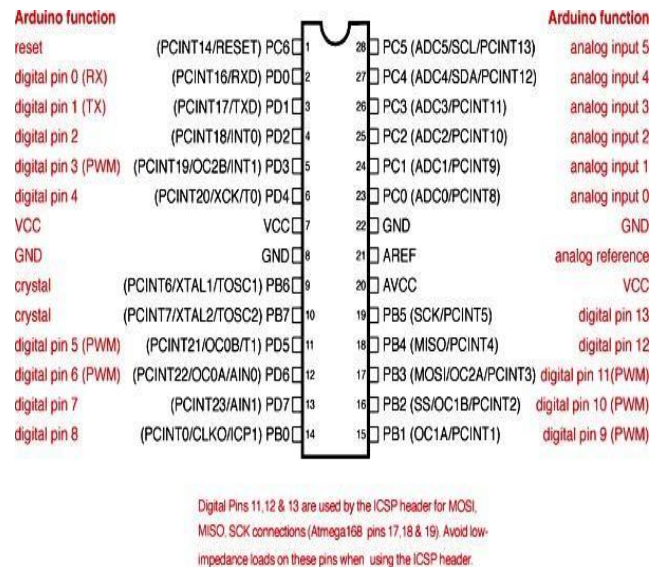 Arduino function Arduino function
reset (PCINT14/RESET) PC6 1 28 PC5 (ADC5/SCL/PCINT13) analog input 5
digital pin 0 (RX) (PCINT16/RXD) PD0 2 27 PC4 (ADC4/SDA/PCINT12) analog input 4
digital pin 1 (TX) (PCINT17/TXD) PD1 3 26 PC3 (ADC3/PCINT11) analog input 3
digital pin 2 (PCINT18/INT0) PD2 4 25 PC2 (ADC2/PCINT10) analog input 2
digital pin 3 (PWM) (PCINT19/OC2B/INT1) PD3 5 24 PC1 (ADC1/PCINT9) analog input 1
digital pin 4 (PCINT20/XCK/T0) PD4 6 23 PC0 (ADC0/PCINT8) analog input 0
VCC VCC 7 22 GND GND
GND GND 8 21 AREF analog reference
crystal (PCINT6/XTAL1/TOSC1) PB6 9 20 AVCC VCC
crystal (PCINT7/XTAL2/TOSC2) PB7 10 19 PB5 (SCK/PCINT5) digital pin 13
digital pin 5 (PWM) (PCINT21/OC0B/T1) PD5 11 18 PB4 (MISO/PCINT4) digital pin 12
digital pin 6 (PWM) (PCINT22/OC0A/AIN0) PD6 12 17 PB3 (MOSI/OC2A/PCINT3) digital pin 11(PWM)
digital pin 7 (PCINT23/AIN1) PD7 13 16 PB2 (SS/OC1B/PCINT2) digital pin 10 (PWM)
digital pin 8 (PCINT0/CLKO/ICP1) PB0 14 15 PB1 (OC1A/PCINT1) digital pin 9 (PWM)
Digital Pins 11,12 & 13 are used by the ICSP header for MOSI,
MISO, SCK connections (Atmega168 pins 17,18 & 19). Avoid low-
impedance loads on these pins when using the ICSP header.